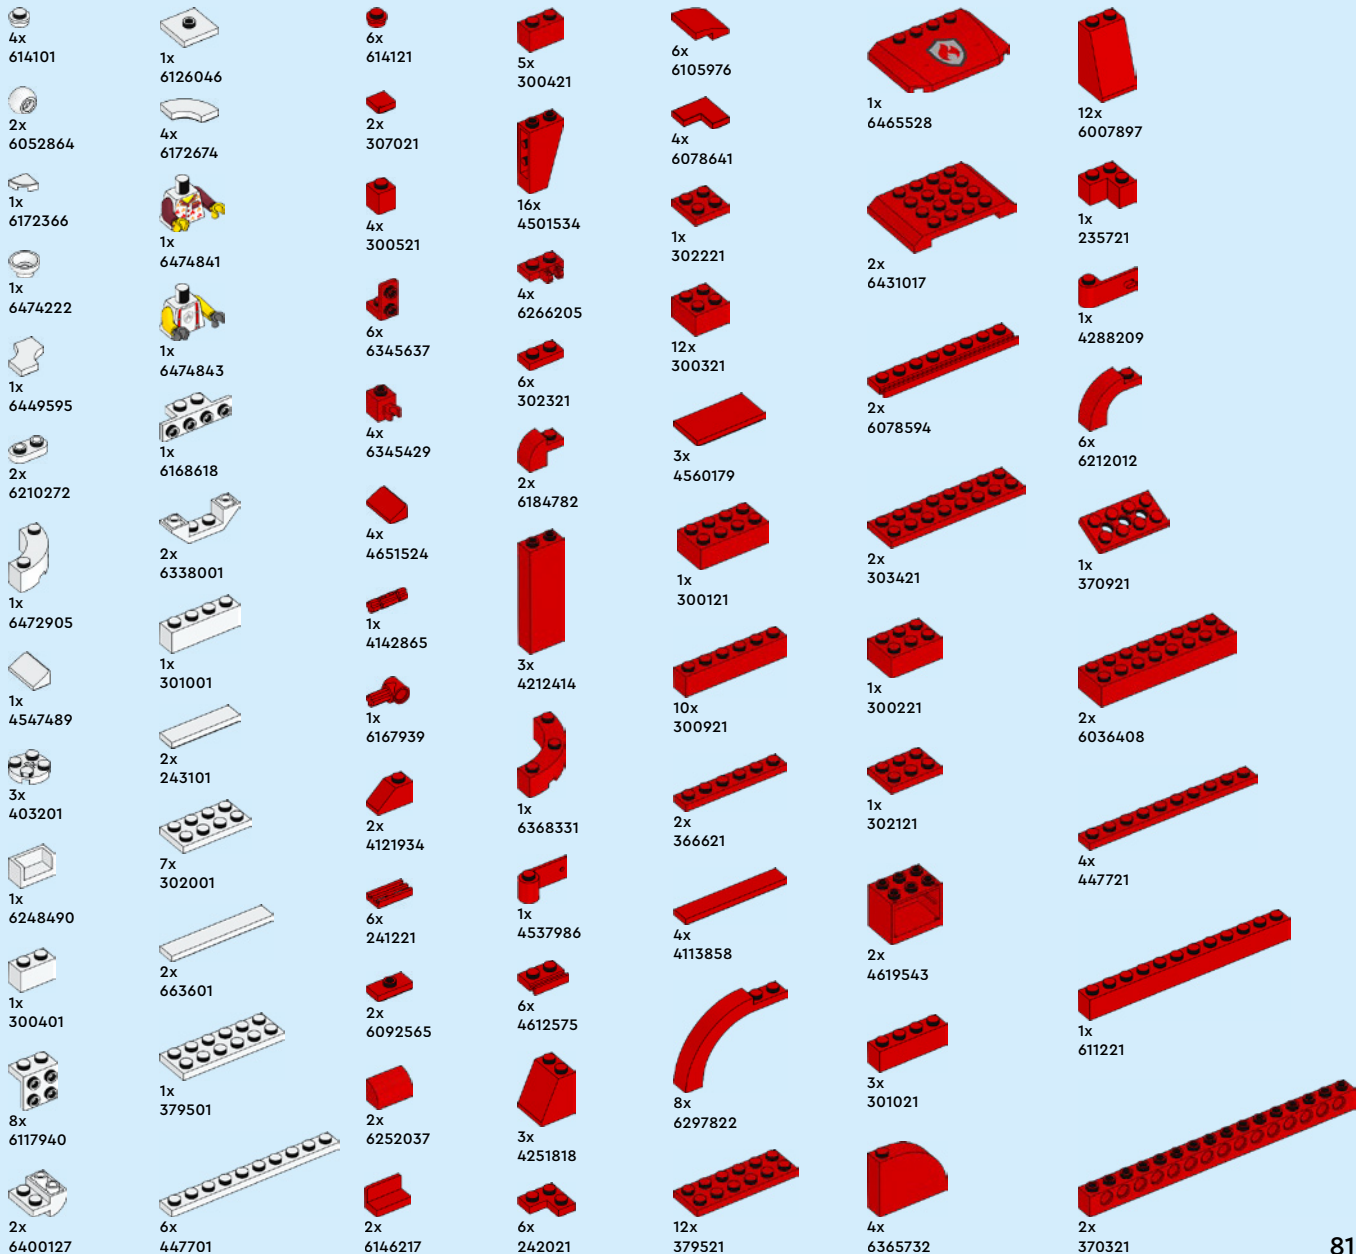 4x
614101
2x
6052864
1x
6172366
1x
6474222
1x
6449595
2x
6210272
1x
6472905
1x
4547489
3x
403201
1x
6248490
1x
300401
8x
6117940
2x
6400127
1x
6126046
4x
6172674
1x
6474841
1x
6474843
1x
6168618
2x
6338001
1x
301001
2x
243101
7x
302001
2x
663601
1x
379501
6x
447701
6x
614121
2x
307021
4x
300521
6x
6345637
4x
6345429
4x
4651524
1x
4142865
1x
6167939
2x
4121934
6x
241221
2x
6092565
2x
6252037
2x
6146217
5x
300421
16x
4501534
4x
6266205
6x
302321
2x
6184782
3x
4212414
1x
6368331
1x
4537986
6x
4612575
3x
4251818
6x
242021
6x
6105976
4x
6078641
1x
302221
12x
300321
3x
4560179
1x
300121
10x
300921
2x
366621
4x
4113858
8x
6297822
12x
379521
1x
6465528
2x
6431017
2x
6078594
2x
303421
1x
300221
1x
302121
2x
4619543
3x
301021
4x
6365732
12x
6007897
1x
235721
1x
4288209
6x
6212012
1x
370921
2x
6036408
4x
447721
1x
611221
2x
370321
81